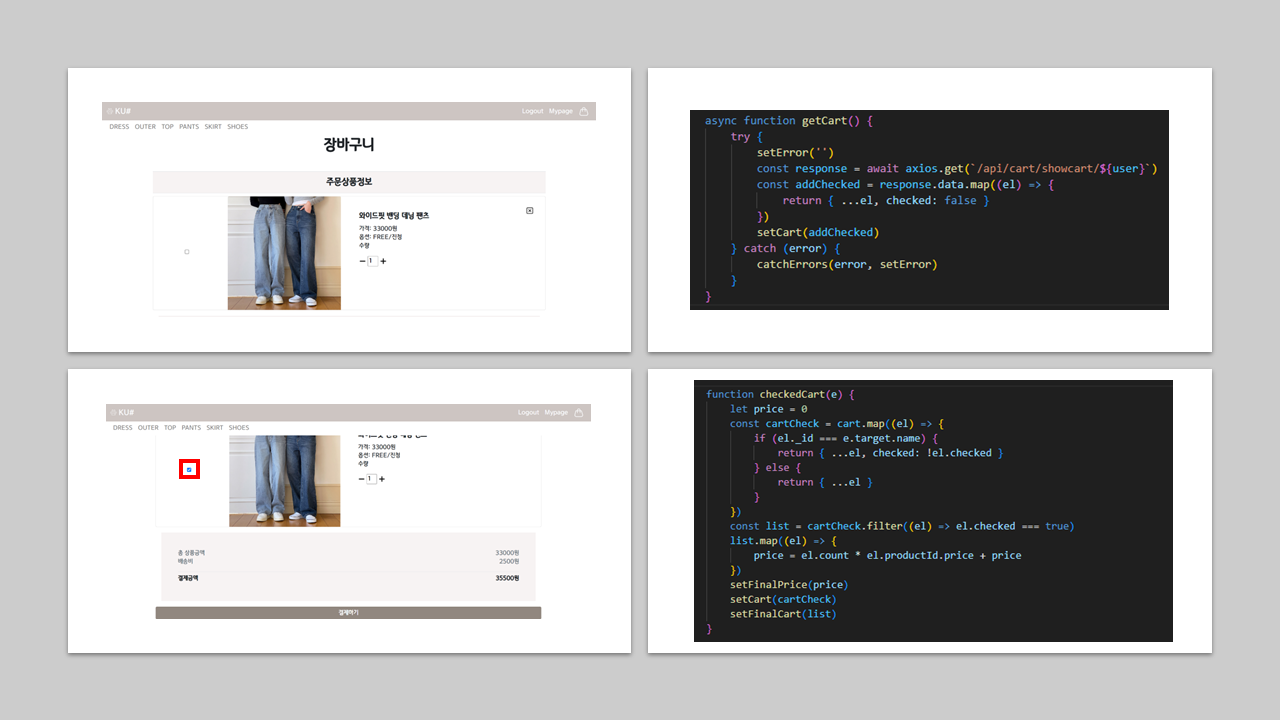 KU#
Logout Mypage
DRESS OUTER TOP PANTS SKIRT SHOES
장바구니
주문상품정보
와이드핏 밴딩 데님 팬츠
가격: 33000원
옵션: FREE/진청
수량
1
async function getCart() {
try {
setError('')
const response = await axios.get(`/api/cart/showcart/${user}`)
const addChecked = response.data.map((el) => {
return { ...el, checked: false }
})
setCart(addChecked)
} catch (error) {
catchErrors(error, setError)
}
}
KU#
Logout Mypage
DRESS OUTER TOP PANTS SKIRT SHOES
가격: 33000원
옵션: FREE/진청
수량
1
총 상품금액 33000원
배송비 2500원
결제금액 35500원
결제하기
function checkedCart(e) {
let price = 0
const cartCheck = cart.map((el) => {
if (el._id === e.target.name) {
return { ...el, checked: !el.checked }
} else {
return { ...el }
}
})
const list = cartCheck.filter((el) => el.checked === true)
list.map((el) => {
price = el.count * el.productId.price + price
})
setFinalPrice(price)
setCart(cartCheck)
setFinalCart(list)
}